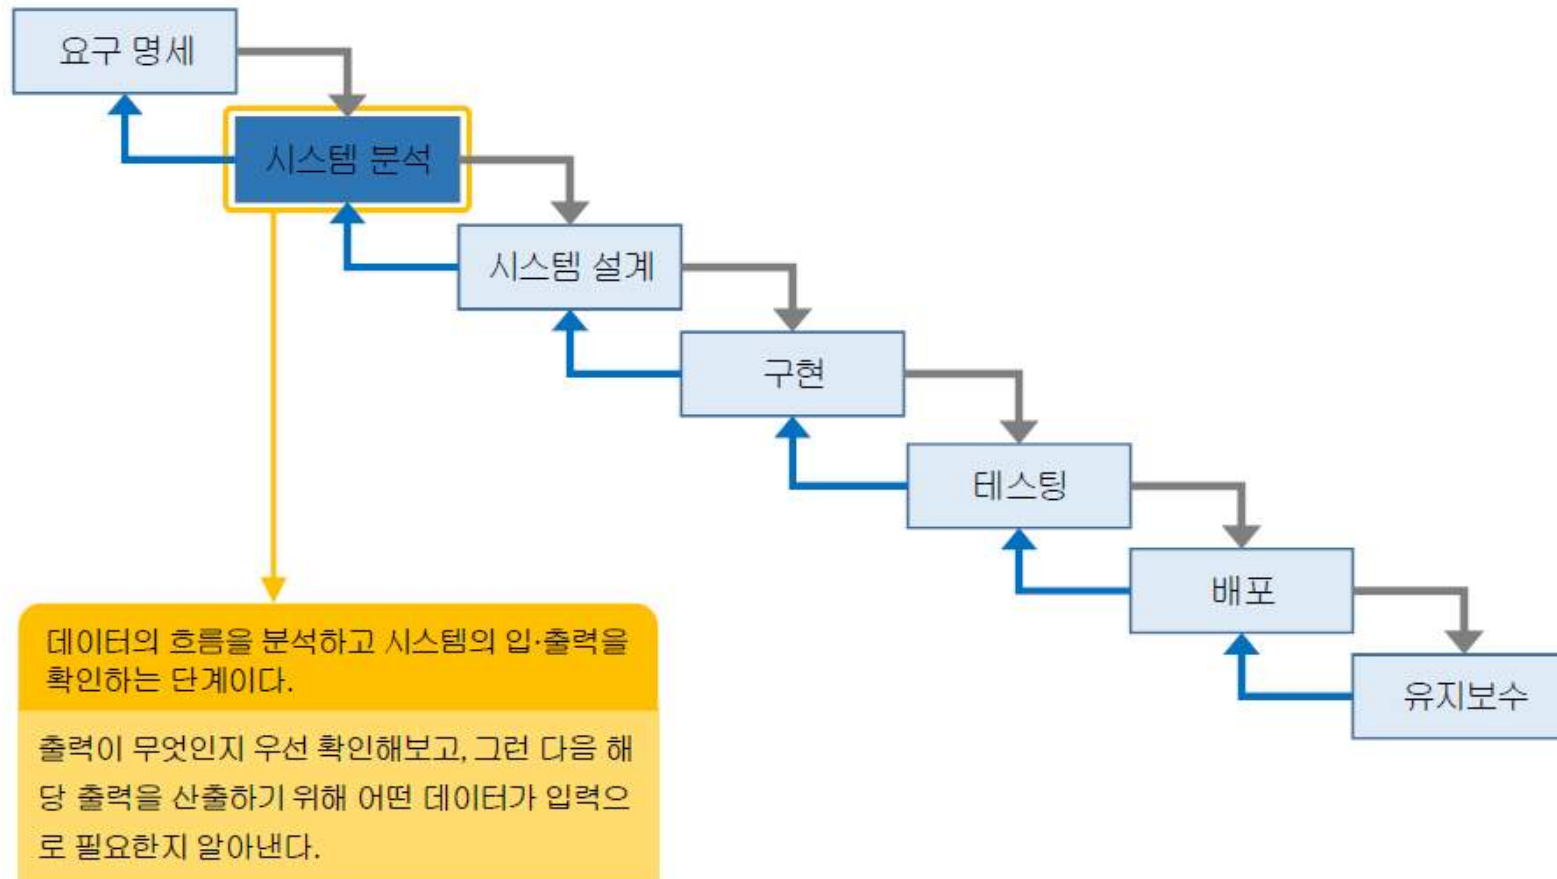 요구 명세
시스템 분석
시스템 설계
구현
테스팅
배포
유지보수
데이터의 흐름을 분석하고 시스템의 입·출력을
확인하는 단계이다.
출력이 무엇인지 우선 확인해보고, 그런 다음 해
당 출력을 산출하기 위해 어떤 데이터가 입력으
로 필요한지 알아낸다.